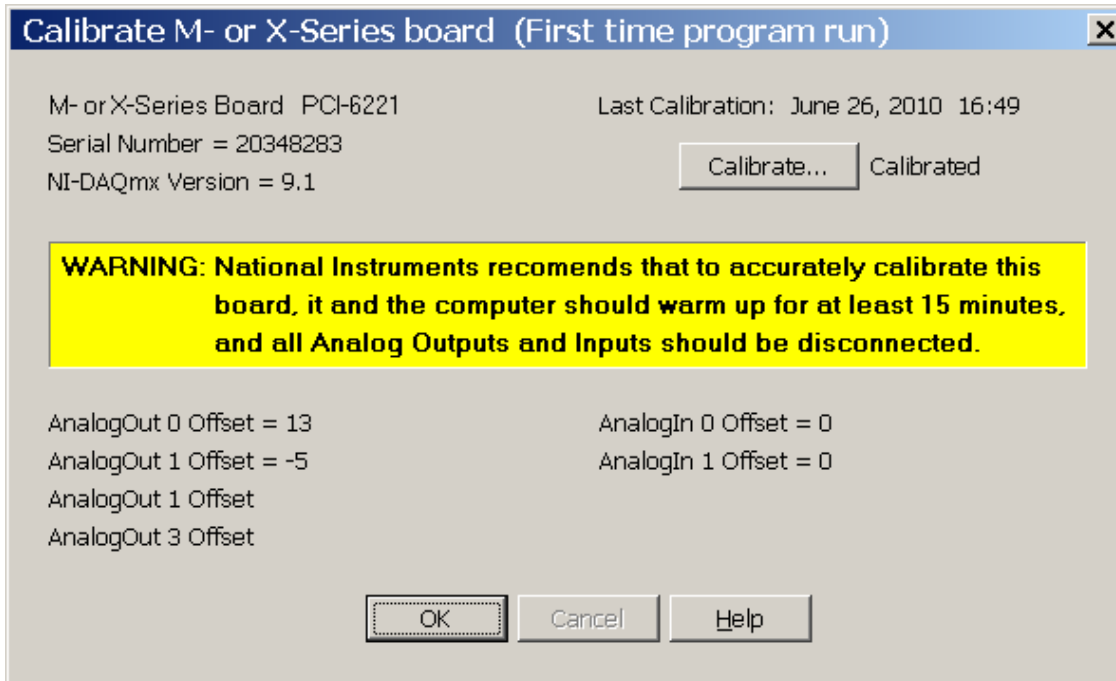 Calibrate M- or X-Series board (First time program run)
M- or X-Series Board PCI-6221
Last Calibration: June 26, 2010 16:49
Serial Number = 20348283
Calibrate... Calibrated
NI-DAQmx Version = 9.1
WARNING: National Instruments recomends that to accurately calibrate this
board, it and the computer should warm up for at least 15 minutes,
and all Analog Outputs and Inputs should be disconnected.
AnalogOut 0 Offset = 13
AnalogIn 0 Offset = 0
AnalogOut 1 Offset = -5
AnalogIn 1 Offset = 0
AnalogOut 1 Offset
AnalogOut 3 Offset
OK Cancel Help